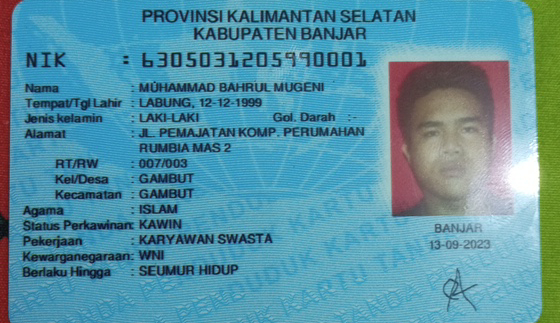 PROVINSI KALIMANTAN SELATAN
KABUPATEN BANJAR
NIK : 6305031205990001
Nama : MUHAMMAD BAHRUL MUGENI
Tempat/Tgl Lahir : LABUNG, 12-12-1999
Jenis kelamin : LAKI-LAKI Gol. Darah :-
Alamat : JL. PEMAJATAN KOMP. PERUMAHAN
RUMBIA MAS 2
RT/RW : 007/003
Kel/Desa : GAMBUT
Kecamatan : GAMBUT
Agama : ISLAM
Status Perkawinan: KAWIN
Pekerjaan : KARYAWAN SWASTA
Kewarganegaraan: WNI
Berlaku Hingga : SEUMUR HIDUP
BANJAR
13-09-2023